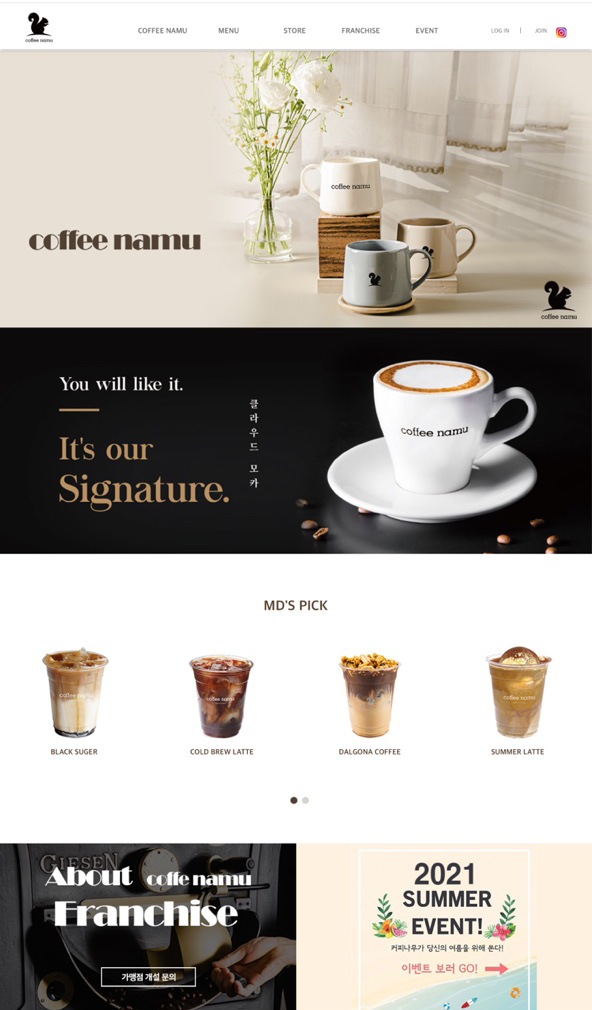 coffee namu
COFFEE NAMU
MENU
STORE
FRANCHISE
EVENT
LOG IN
JOIN
coffee namu
coffee namu
coffee namu
You will like it.
It's our
Signature.
클라우드 모카
coffee namu
MD'S PICK
coffee namu
coffee namu
coffee namu
BLACK SUGER
COLD BREW LATTE
DALGONA COFFEE
SUMMER LATTE
GIESEN
About coffe namu
Franchise
가맹점 개설 문의
2021
SUMMER
EVENT!
커피나무가 당신의 여름을 위해 쏜다!
이벤트 보러 GO!